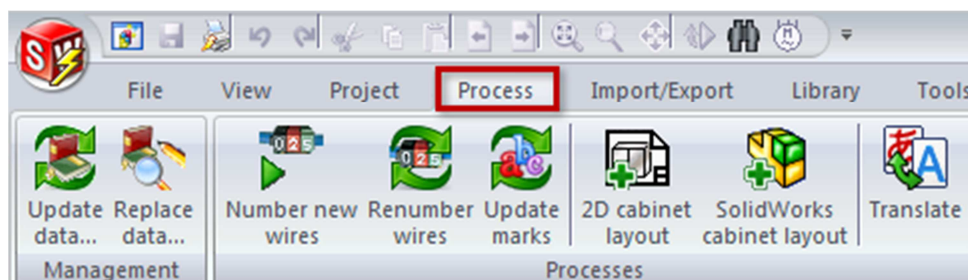 SW
File View Project Process Import/Export Library Tools
Update data... Replace data... Number new wires Renumber wires Update marks 2D cabinet layout SolidWorks cabinet layout Translate
Management Processes